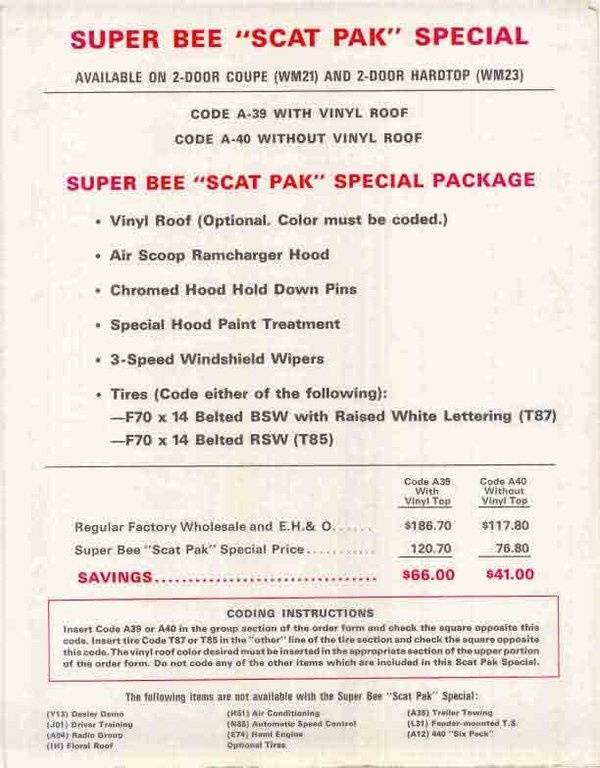 SUPER BEE "SCAT PAK" SPECIAL
AVAILABLE ON 2-DOOR COUPE (WM21) AND 2-DOOR HARDTOP (WM23)
CODE A-39 WITH VINYL ROOF
CODE A-40 WITHOUT VINYL ROOF
SUPER BEE "SCAT PAK" SPECIAL PACKAGE
• Vinyl Roof (Optional. Color must be coded.)
• Air Scoop Ramcharger Hood
• Chromed Hood Hold Down Pins
• Special Hood Paint Treatment
• 3-Speed Windshield Wipers
• Tires (Code either of the following):
—F70 x 14 Belted BSW with Raised White Lettering (T87)
—F70 x 14 Belted RSW (T85)
Code A39 With Vinyl Top
Code A40 Without Vinyl Top
Regular Factory Wholesale and E.H.& O....... $186.70 $117.80
Super Bee "Scat Pak" Special Price........... 120.70 76.80
SAVINGS................................ $66.00 $41.00
CODING INSTRUCTIONS
Insert Code A39 or A40 in the group section of the order form and check the square opposite this
code. Insert tire Code T87 or T85 in the "other" line of the tire section and check the square opposite
this code. The vinyl roof color desired must be inserted in the appropriate section of the upper portion
of the order form. Do not code any of the other items which are included in this Scat Pak Special.
The following items are not available with the Super Bee "Scat Pak" Special:
(Y13) Dealer Demo
(J01) Driver Training
(A04) Radio Group
Floral Roof
(H51) Air Conditioning
(N88) Automatic Speed Control
(E74) Hemi Engine
Optional Tires
(A35) Trailer Towing
(L31) Fender-mounted T.S.
(A12) 440 "Six Pack"